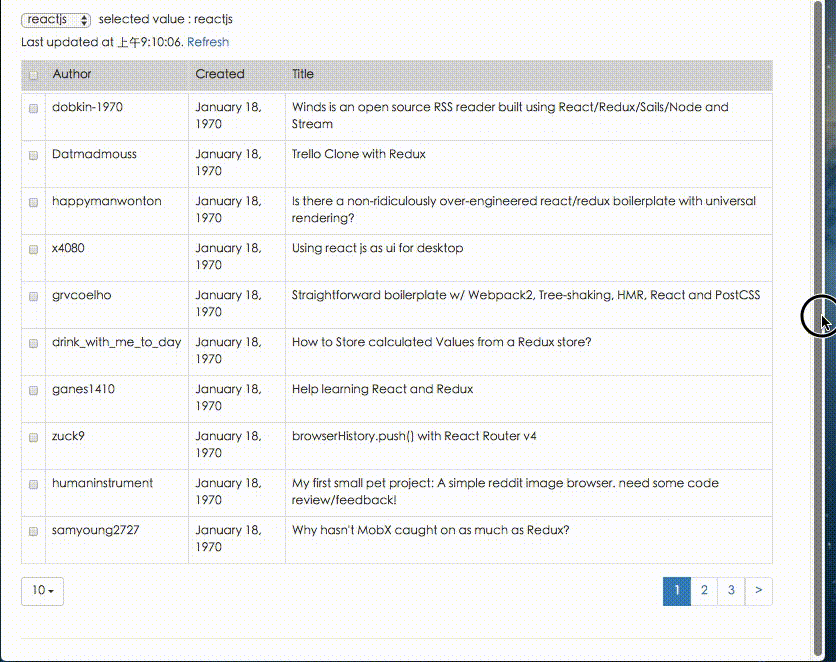 reactjs selected value : reactjs
Last updated at 上午9:10:06. Refresh
Author Created Title
dobkin-1970 January 18, Winds is an open source RSS reader built using React/Redux/Sails/Node and
1970 Stream
Datmadmouss January 18, Trello Clone with Redux
1970
happymanwonton January 18, Is there a non-ridiculously over-engineered react/redux boilerplate with universal
1970 rendering?
x4080 January 18, Using react js as ui for desktop
1970
grvcoelho January 18, Straightforward boilerplate w/ Webpack2, Tree-shaking, HMR, React and PostCSS
1970
drink_with_me_to_day January 18, How to Store calculated Values from a Redux store?
1970
ganes1410 January 18, Help learning React and Redux
1970
zuck9 January 18, browserHistory.push() with React Router v4
1970
humaninstrument January 18, My first small pet project: A simple reddit image browser. need some code
1970 review/feedback!
samyoung2727 January 18, Why hasn't MobX caught on as much as Redux?
1970
10 1 2 3 >